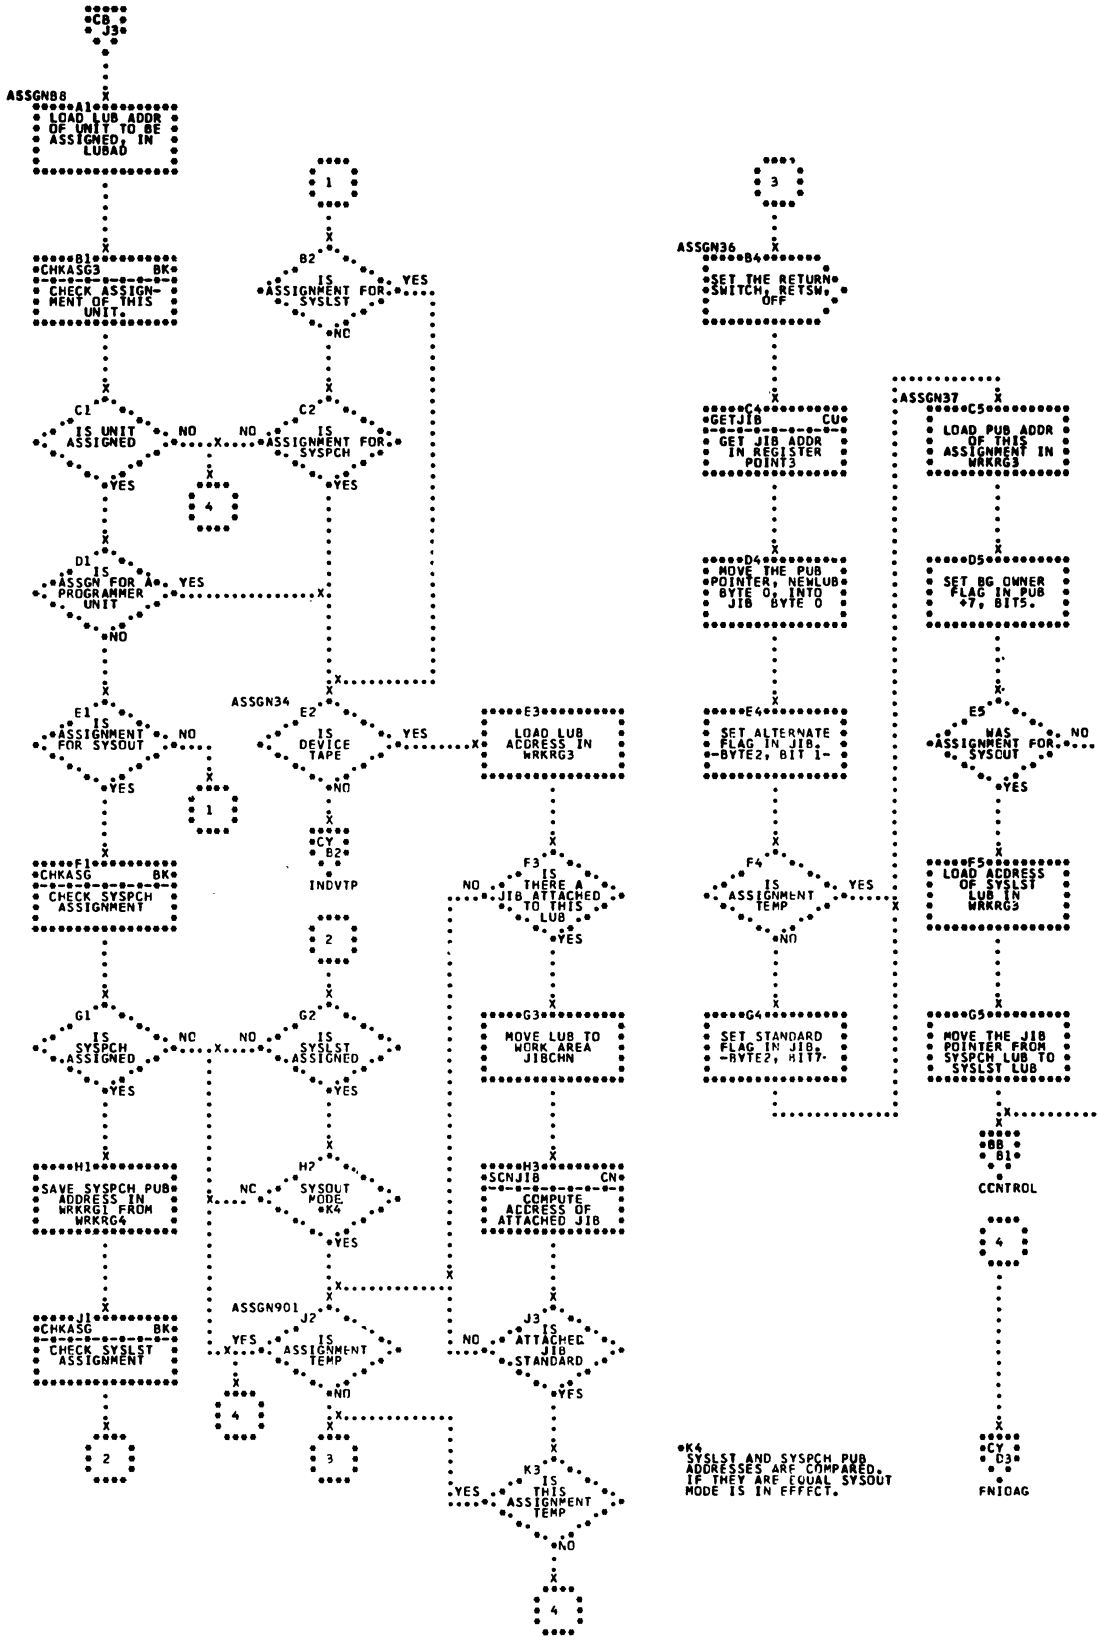 CB
J3
ASSGN88
A1
LOAD LUB ADDR
OF UNIT TO BE
ASSIGNED, IN
LUBAD
B1
CHKASG3 BK
CHECK ASSIGN-
MENT OF THIS
UNIT.
C1
IS UNIT
ASSIGNED
NO
YES
4
D1
IS
ASSGN FOR A
PROGRAMMER
UNIT
YES
NO
E1
IS
ASSIGNMENT
FOR SYSOUT
NO
YES
1
F1
CHKASG BK
CHECK SYSPCH
ASSIGNMENT
G1
IS
SYSPCH
ASSIGNED
NO
YES
H1
SAVE SYSPCH PUB
ADDRESS IN
WRKRG1 FROM
WRKRG4
J1
CHKASG BK
CHECK SYSLST
ASSIGNMENT
2
1
B2
IS
ASSIGNMENT FOR
SYSLST
YES
NO
C2
IS
ASSIGNMENT FOR
SYSPCH
NO
YES
ASSGN34
E2
IS
DEVICE
TAPE
YES
NO
CY
B2
INDVTP
2
G2
IS
SYSLST
ASSIGNED
NO
YES
H2
SYSOUT
MODE
*K4
NO
YES
ASSGN901
J2
IS
ASSIGNMENT
TEMP
YES
NO
4
3
E3
LOAD LUB
ADDRESS IN
WRKRG3
F3
IS
THERE A
JIB ATTACHED
TO THIS
LUB
NO
YES
G3
MOVE LUB TO
WORK AREA
JIBCHN
H3
SCNJIB CN
COMPUTE
ADDRESS OF
ATTACHED JIB
J3
IS
ATTACHED
JIB
STANDARD
NO
YES
K3
IS
THIS
ASSIGNMENT
TEMP
YES
NO
4
3
ASSGN36
B4
SET THE RETURN
SWITCH, RETSW,
OFF
C4
GETJIB CU
GET JIB ADDR
IN REGISTER
POINT3
D4
MOVE THE PUB
POINTER, NEWLUB
BYTE 0, INTO
JIB BYTE 0
E4
SET ALTERNATE
FLAG IN JIB.
-BYTE2, BIT 1-
F4
IS
ASSIGNMENT
TEMP
YES
NO
G4
SET STANDARD
FLAG IN JIB.
-BYTE2, BIT7-
*K4
SYSLST AND SYSPCH PUB
ADDRESSES ARE COMPARED.
IF THEY ARE EQUAL SYSOUT
MODE IS IN EFFECT.
ASSGN37
C5
LOAD PUB ADDR
OF THIS
ASSIGNMENT IN
WRKRG3
D5
SET BG OWNER
FLAG IN PUB
+7, BIT5.
E5
WAS
ASSIGNMENT FOR
SYSOUT
NO
YES
F5
LOAD ADDRESS
OF SYSLST
LUB IN
WRKRG3
G5
MOVE THE JIB
POINTER FROM
SYSPCH LUB TO
SYSLST LUB
BB
B1
CONTROL
4
CY
D3
FNIOAG